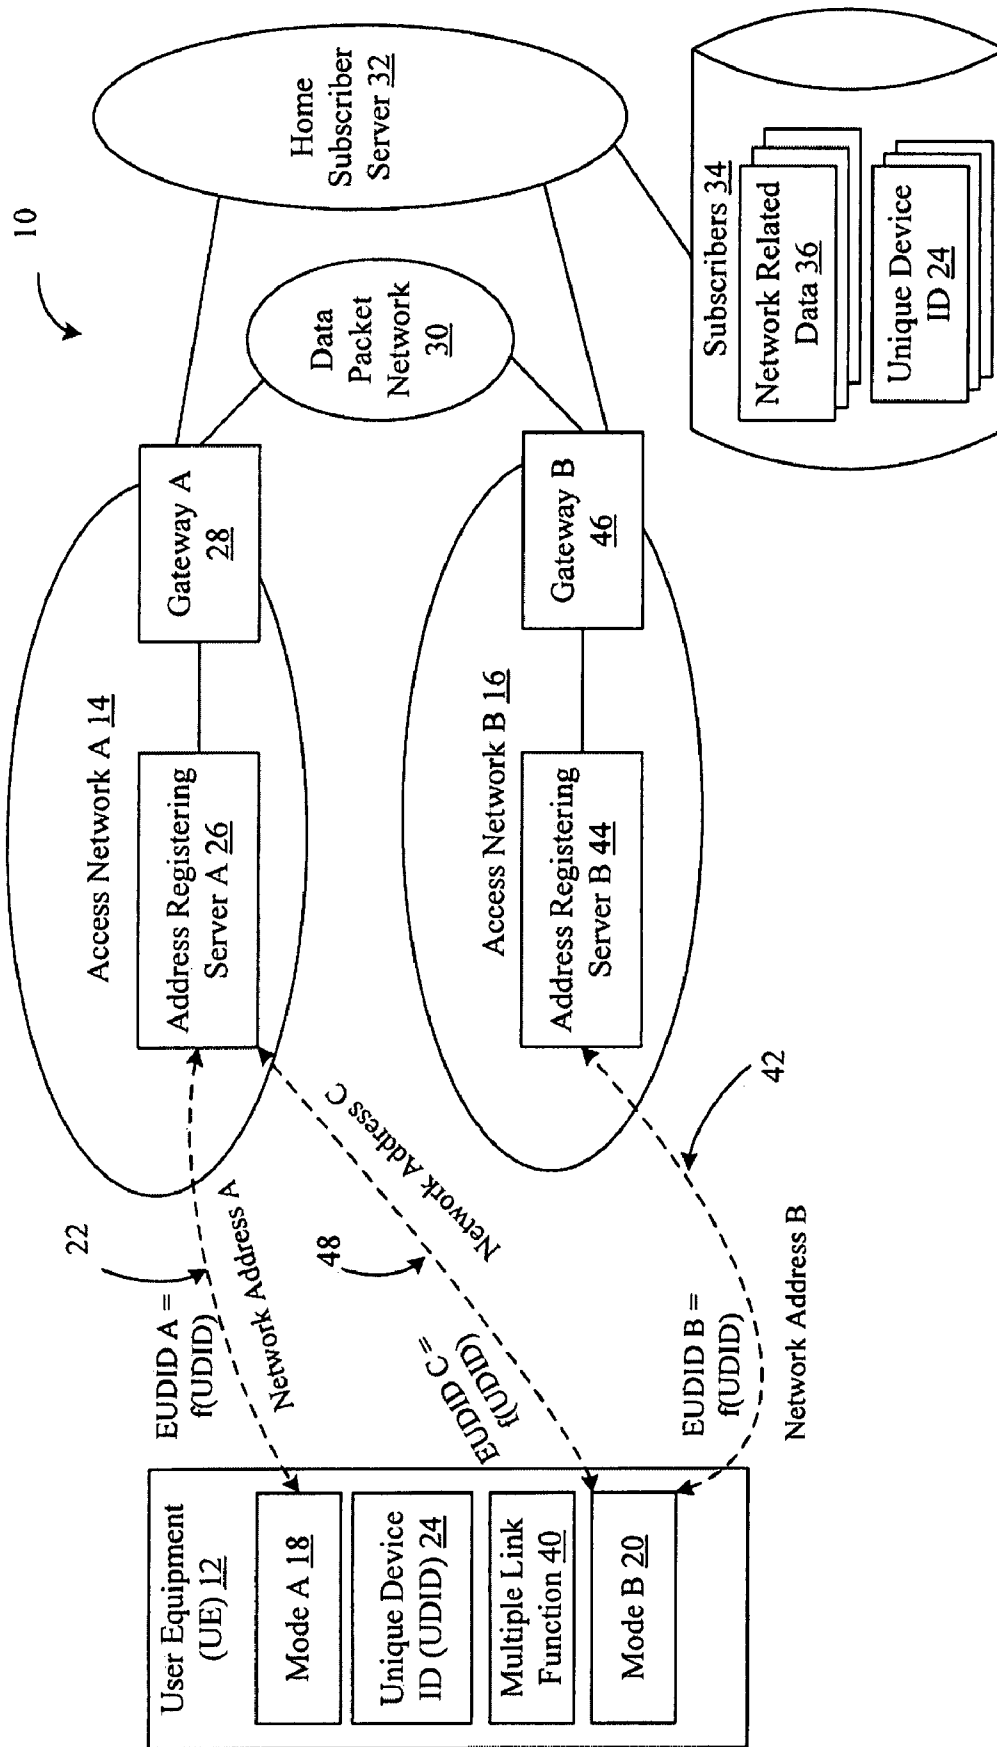 10
User Equipment
(UE) 12
Mode A 18
Unique Device
ID (UDID) 24
Multiple Link
Function 40
Mode B 20
22
EUDID A =
f(UDID)
Network Address A
48
EUDID C=
f(UDID)
Network Address C
EUDID B =
f(UDID)
Network Address B
42
Access Network A 14
Address Registering
Server A 26
Gateway A
28
Access Network B 16
Address Registering
Server B 44
Gateway B
46
Data
Packet
Network
30
Home
Subscriber
Server 32
Subscribers 34
Network Related
Data 36
Unique Device
ID 24